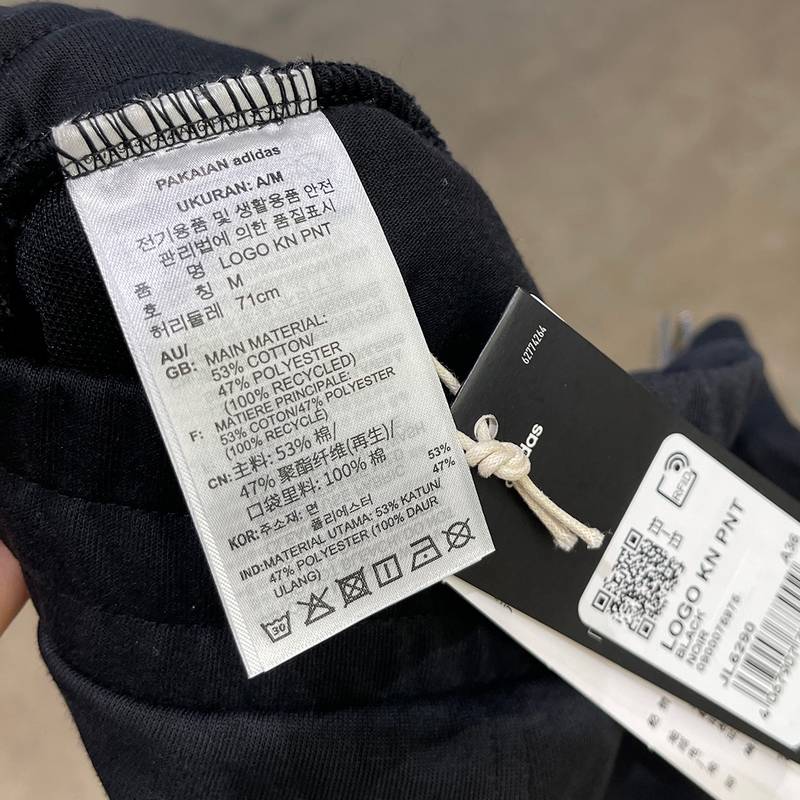 PAKAIAN adidas
UKURAN: A/M
전기용품 및 생활용품 안전
관리법에 의한 품질표시
품 명 LOGO KN PNT
호 칭 M
허리둘레 71cm
AU/
GB: MAIN MATERIAL:
53% COTTON/
47% POLYESTER
(100% RECYCLED)
F: MATIERE PRINCIPALE:
53% COTON/47% POLYESTER
(100% RECYCLÉ)
CN: 主料: 53% 棉/
47% 聚酯纤维(再生)/
口袋里料: 100% 棉
KOR: 주소재: 면 53%
폴리에스터 47%
IND: MATERIAL UTAMA: 53% KATUN/
47% POLYESTER (100% DAUR
ULANG)
30
62774264
das
RFID
LOGO KN PNT
BLACK
NOIR
JL6290
A36